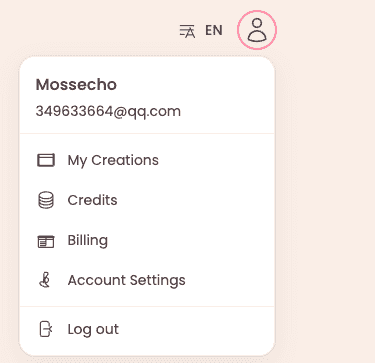 EN
Mossecho
349633664@qq.com
My Creations
Credits
Billing
Account Settings
Log out